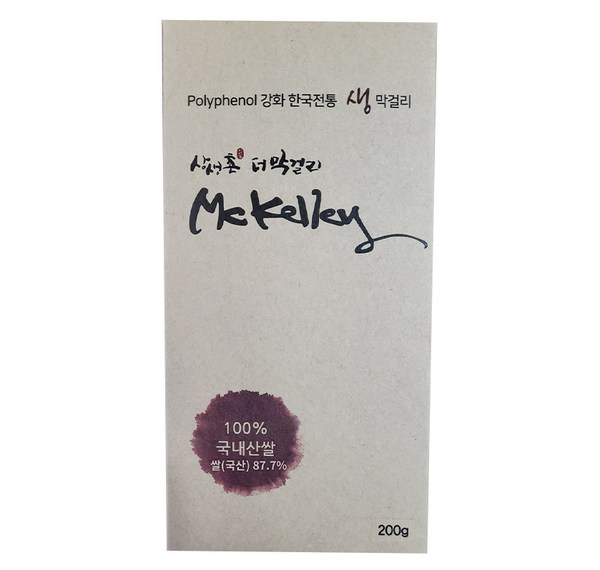 Polyphenol 강화 한국전통 생 막걸리
상생촌 더 막걸리
McKelley
100%
국내산쌀
쌀(국산) 87.7%
200g